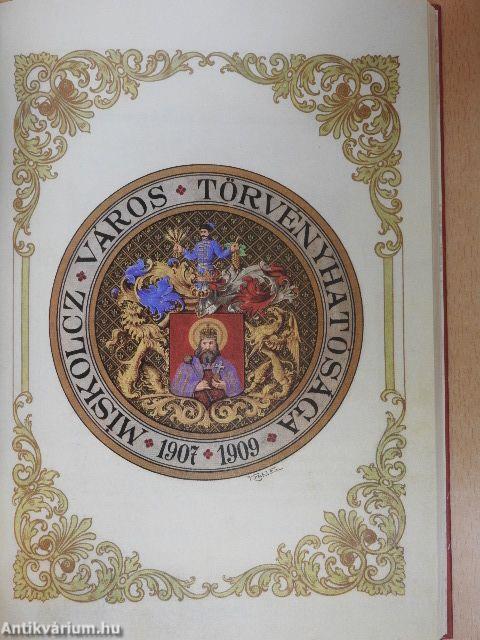 MISKOLCZ · VÁROS · TÖRVÉNYHATÓSÁGA
· 1907 · 1909 ·
Antikvárium.hu